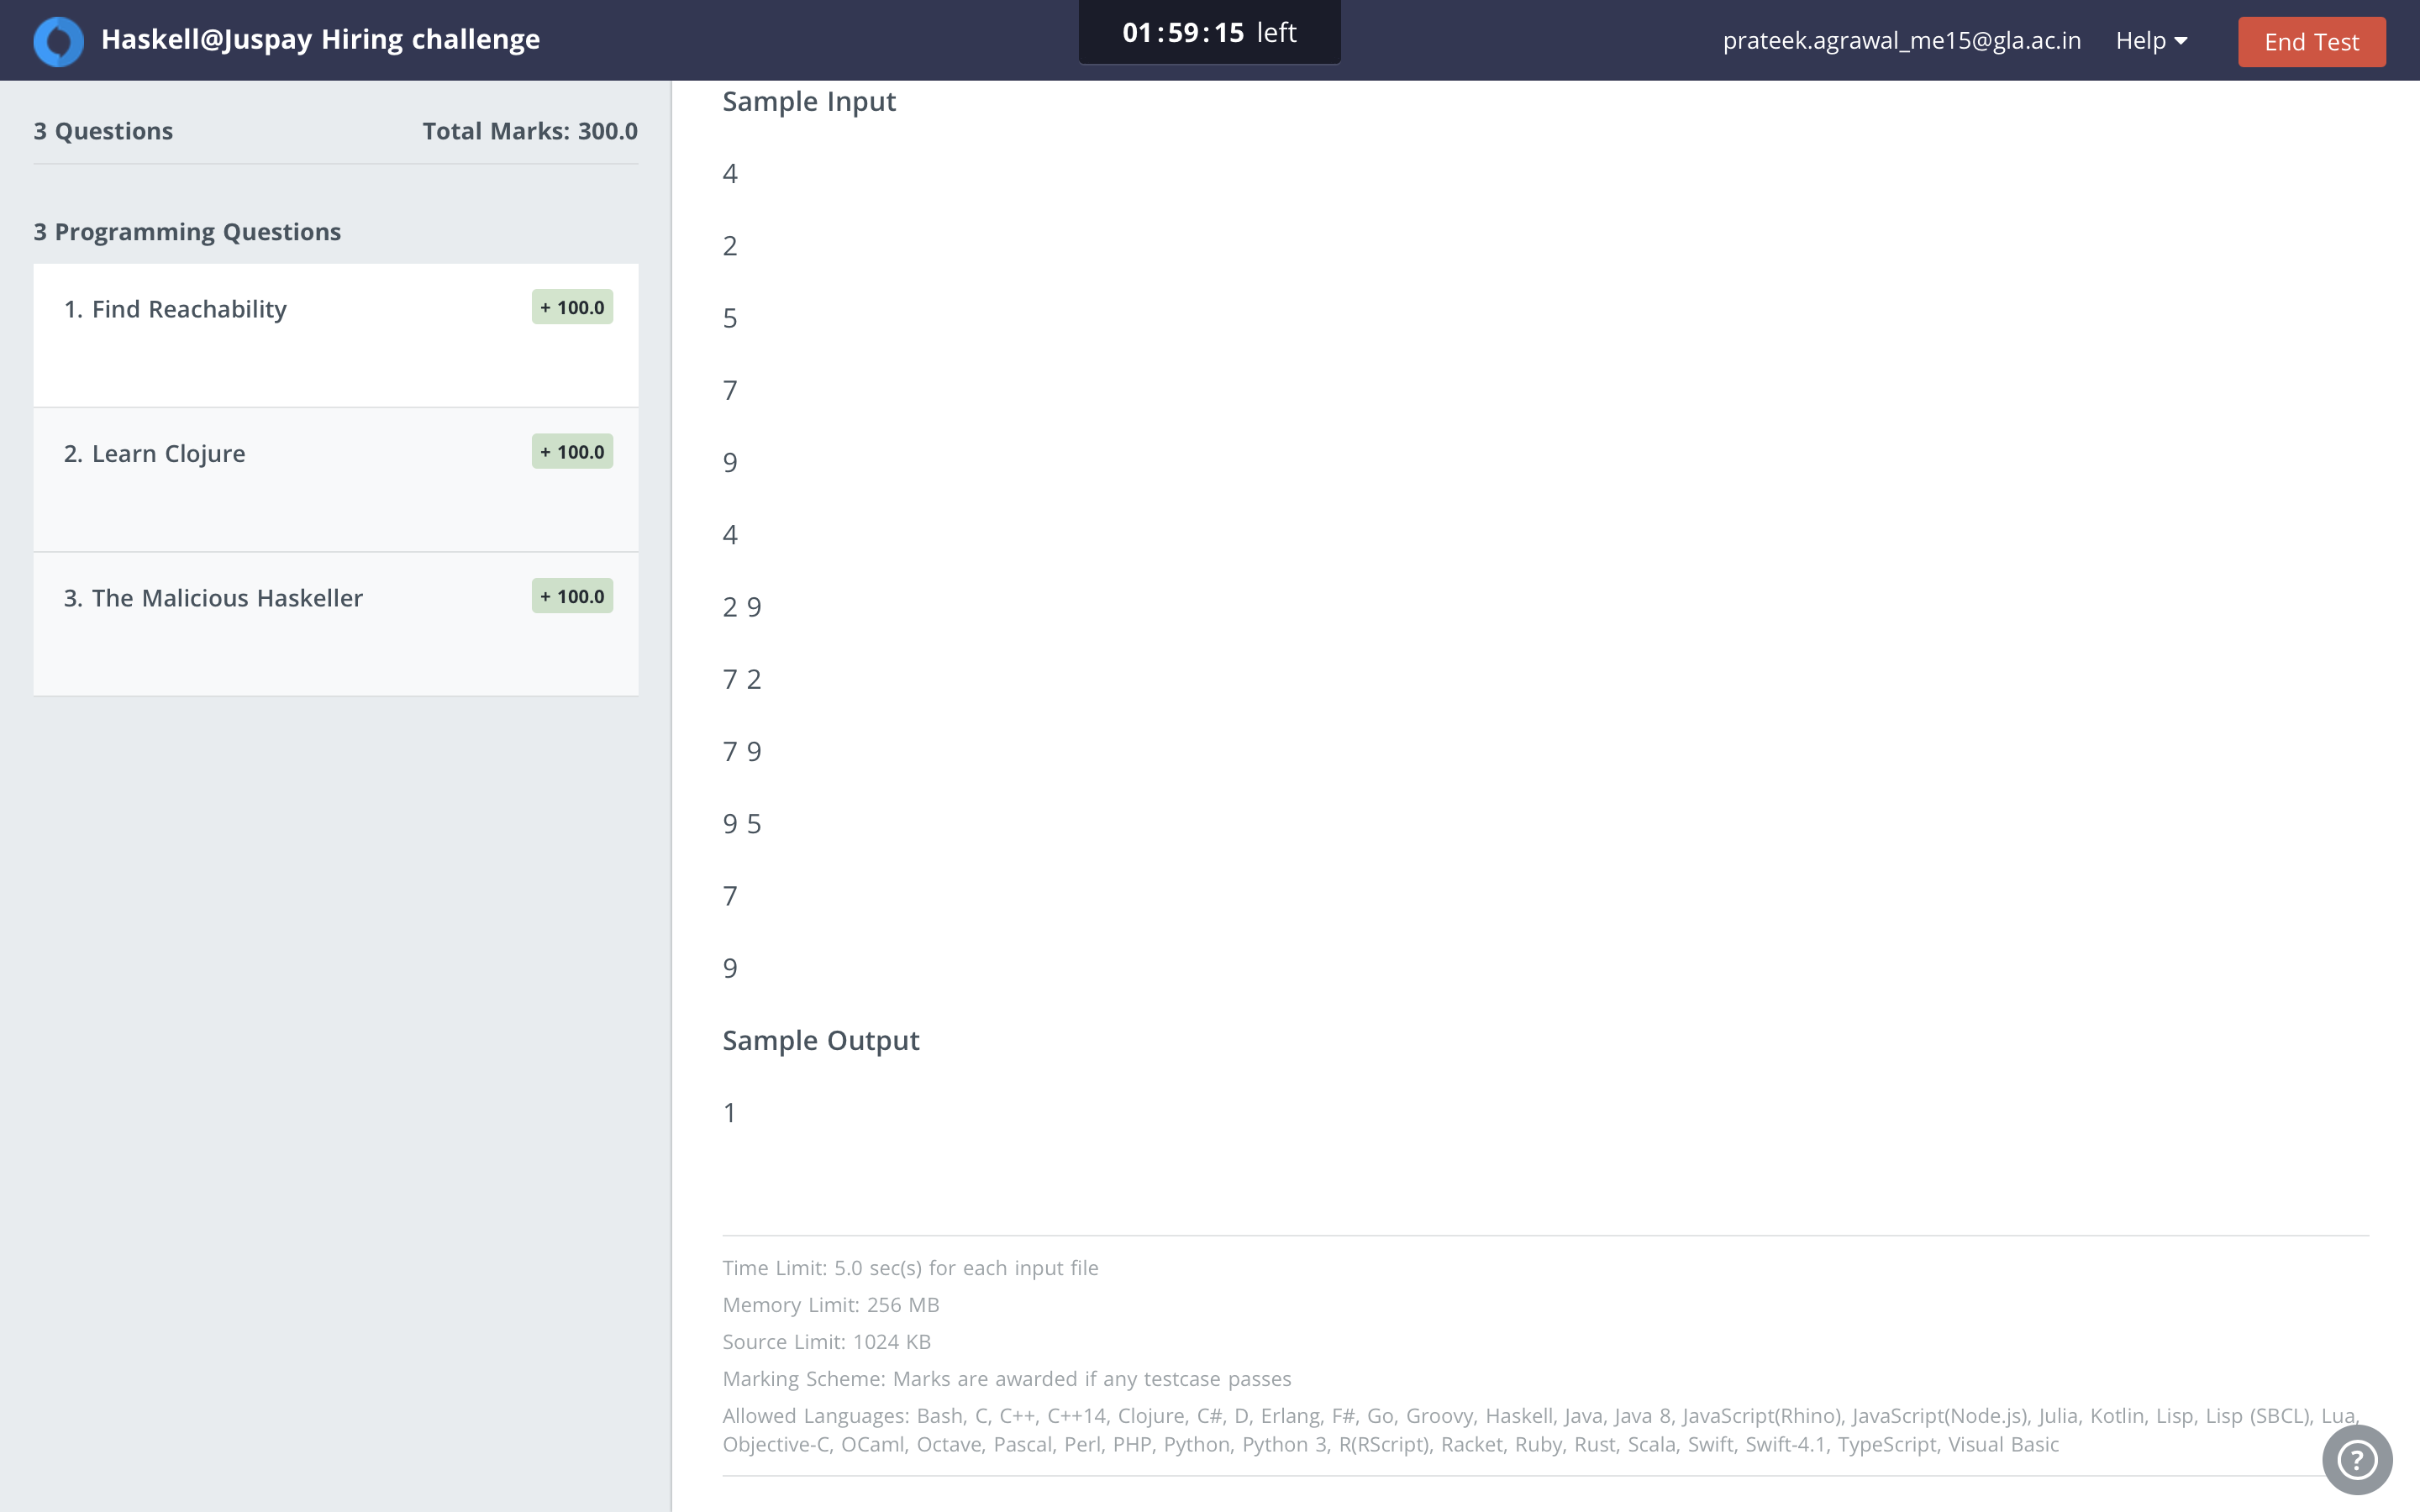 Haskell@Juspay Hiring challenge
01:59:15 left
prateek.agrawal_me15@gla.ac.in
Help
End Test
3 Questions
Total Marks: 300.0
3 Programming Questions
1. Find Reachability
+ 100.0
2. Learn Clojure
+ 100.0
3. The Malicious Haskeller
+ 100.0
Sample Input
4
2
5
7
9
4
2 9
7 2
7 9
9 5
7
9
Sample Output
1
Time Limit: 5.0 sec(s) for each input file
Memory Limit: 256 MB
Source Limit: 1024 KB
Marking Scheme: Marks are awarded if any testcase passes
Allowed Languages: Bash, C, C++, C++14, Clojure, C#, D, Erlang, F#, Go, Groovy, Haskell, Java, Java 8, JavaScript(Rhino), JavaScript(Node.js), Julia, Kotlin, Lisp, Lisp (SBCL), Lua,
Objective-C, OCaml, Octave, Pascal, Perl, PHP, Python, Python 3, R(RScript), Racket, Ruby, Rust, Scala, Swift, Swift-4.1, TypeScript, Visual Basic
?